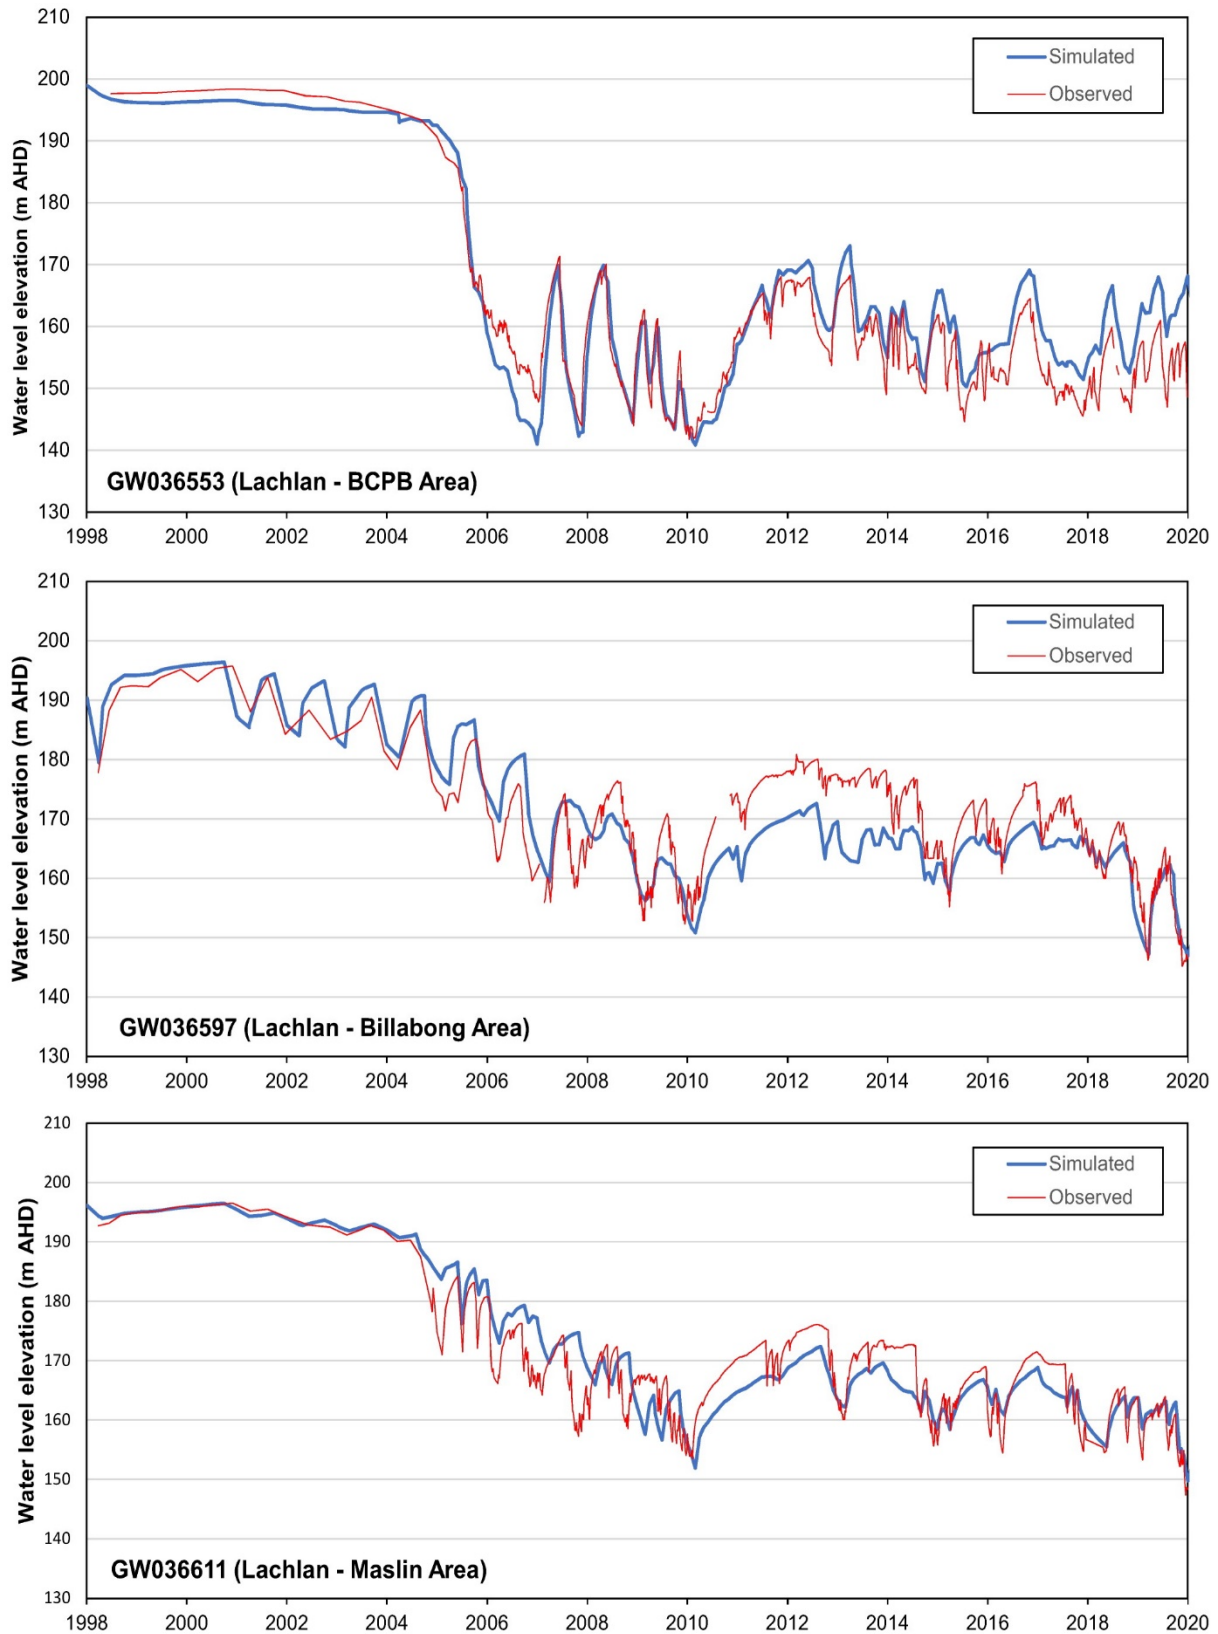 Water level elevation (m AHD)
210
200
190
180
170
160
150
140
130
Simulated
Observed
GW036553 (Lachlan - BCPB Area)
1998 2000 2002 2004 2006 2008 2010 2012 2014 2016 2018 2020
Water level elevation (m AHD)
210
200
190
180
170
160
150
140
130
Simulated
Observed
GW036597 (Lachlan - Billabong Area)
1998 2000 2002 2004 2006 2008 2010 2012 2014 2016 2018 2020
Water level elevation (m AHD)
210
200
190
180
170
160
150
140
130
Simulated
Observed
GW036611 (Lachlan - Maslin Area)
1998 2000 2002 2004 2006 2008 2010 2012 2014 2016 2018 2020